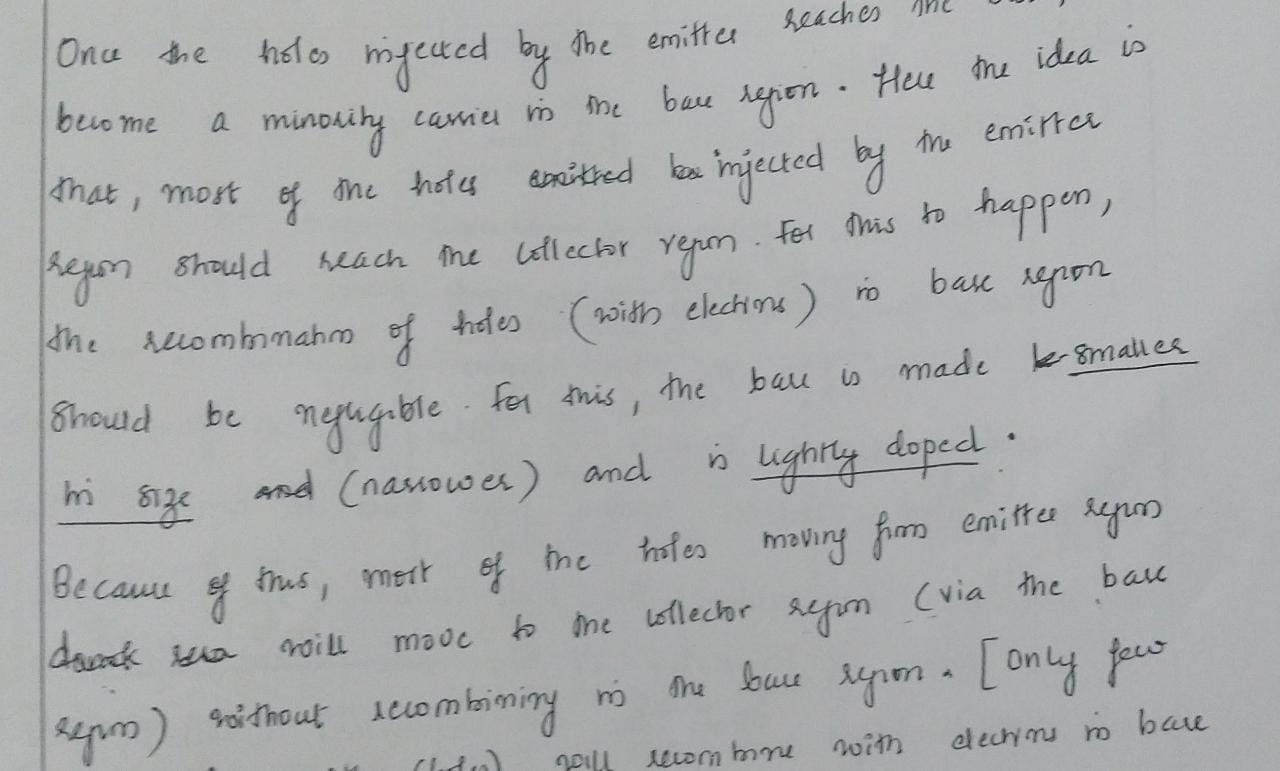 Once the holes injected by the emitter reaches the
become a minority carrier in the base region. Here the idea is
that, most of the holes emitted be injected by the emitter
region should reach the collector region. For this to happen,
the recombination of holes (with electrons) in base region
should be negligible. For this, the base is made be smaller
in size and (narrower) and is lightly doped.
Because of this, most of the holes moving from emitter region
will move to the collector region (via the base
region) without recombining in the base region. [Only few
(holes) will recombine with electrons in base